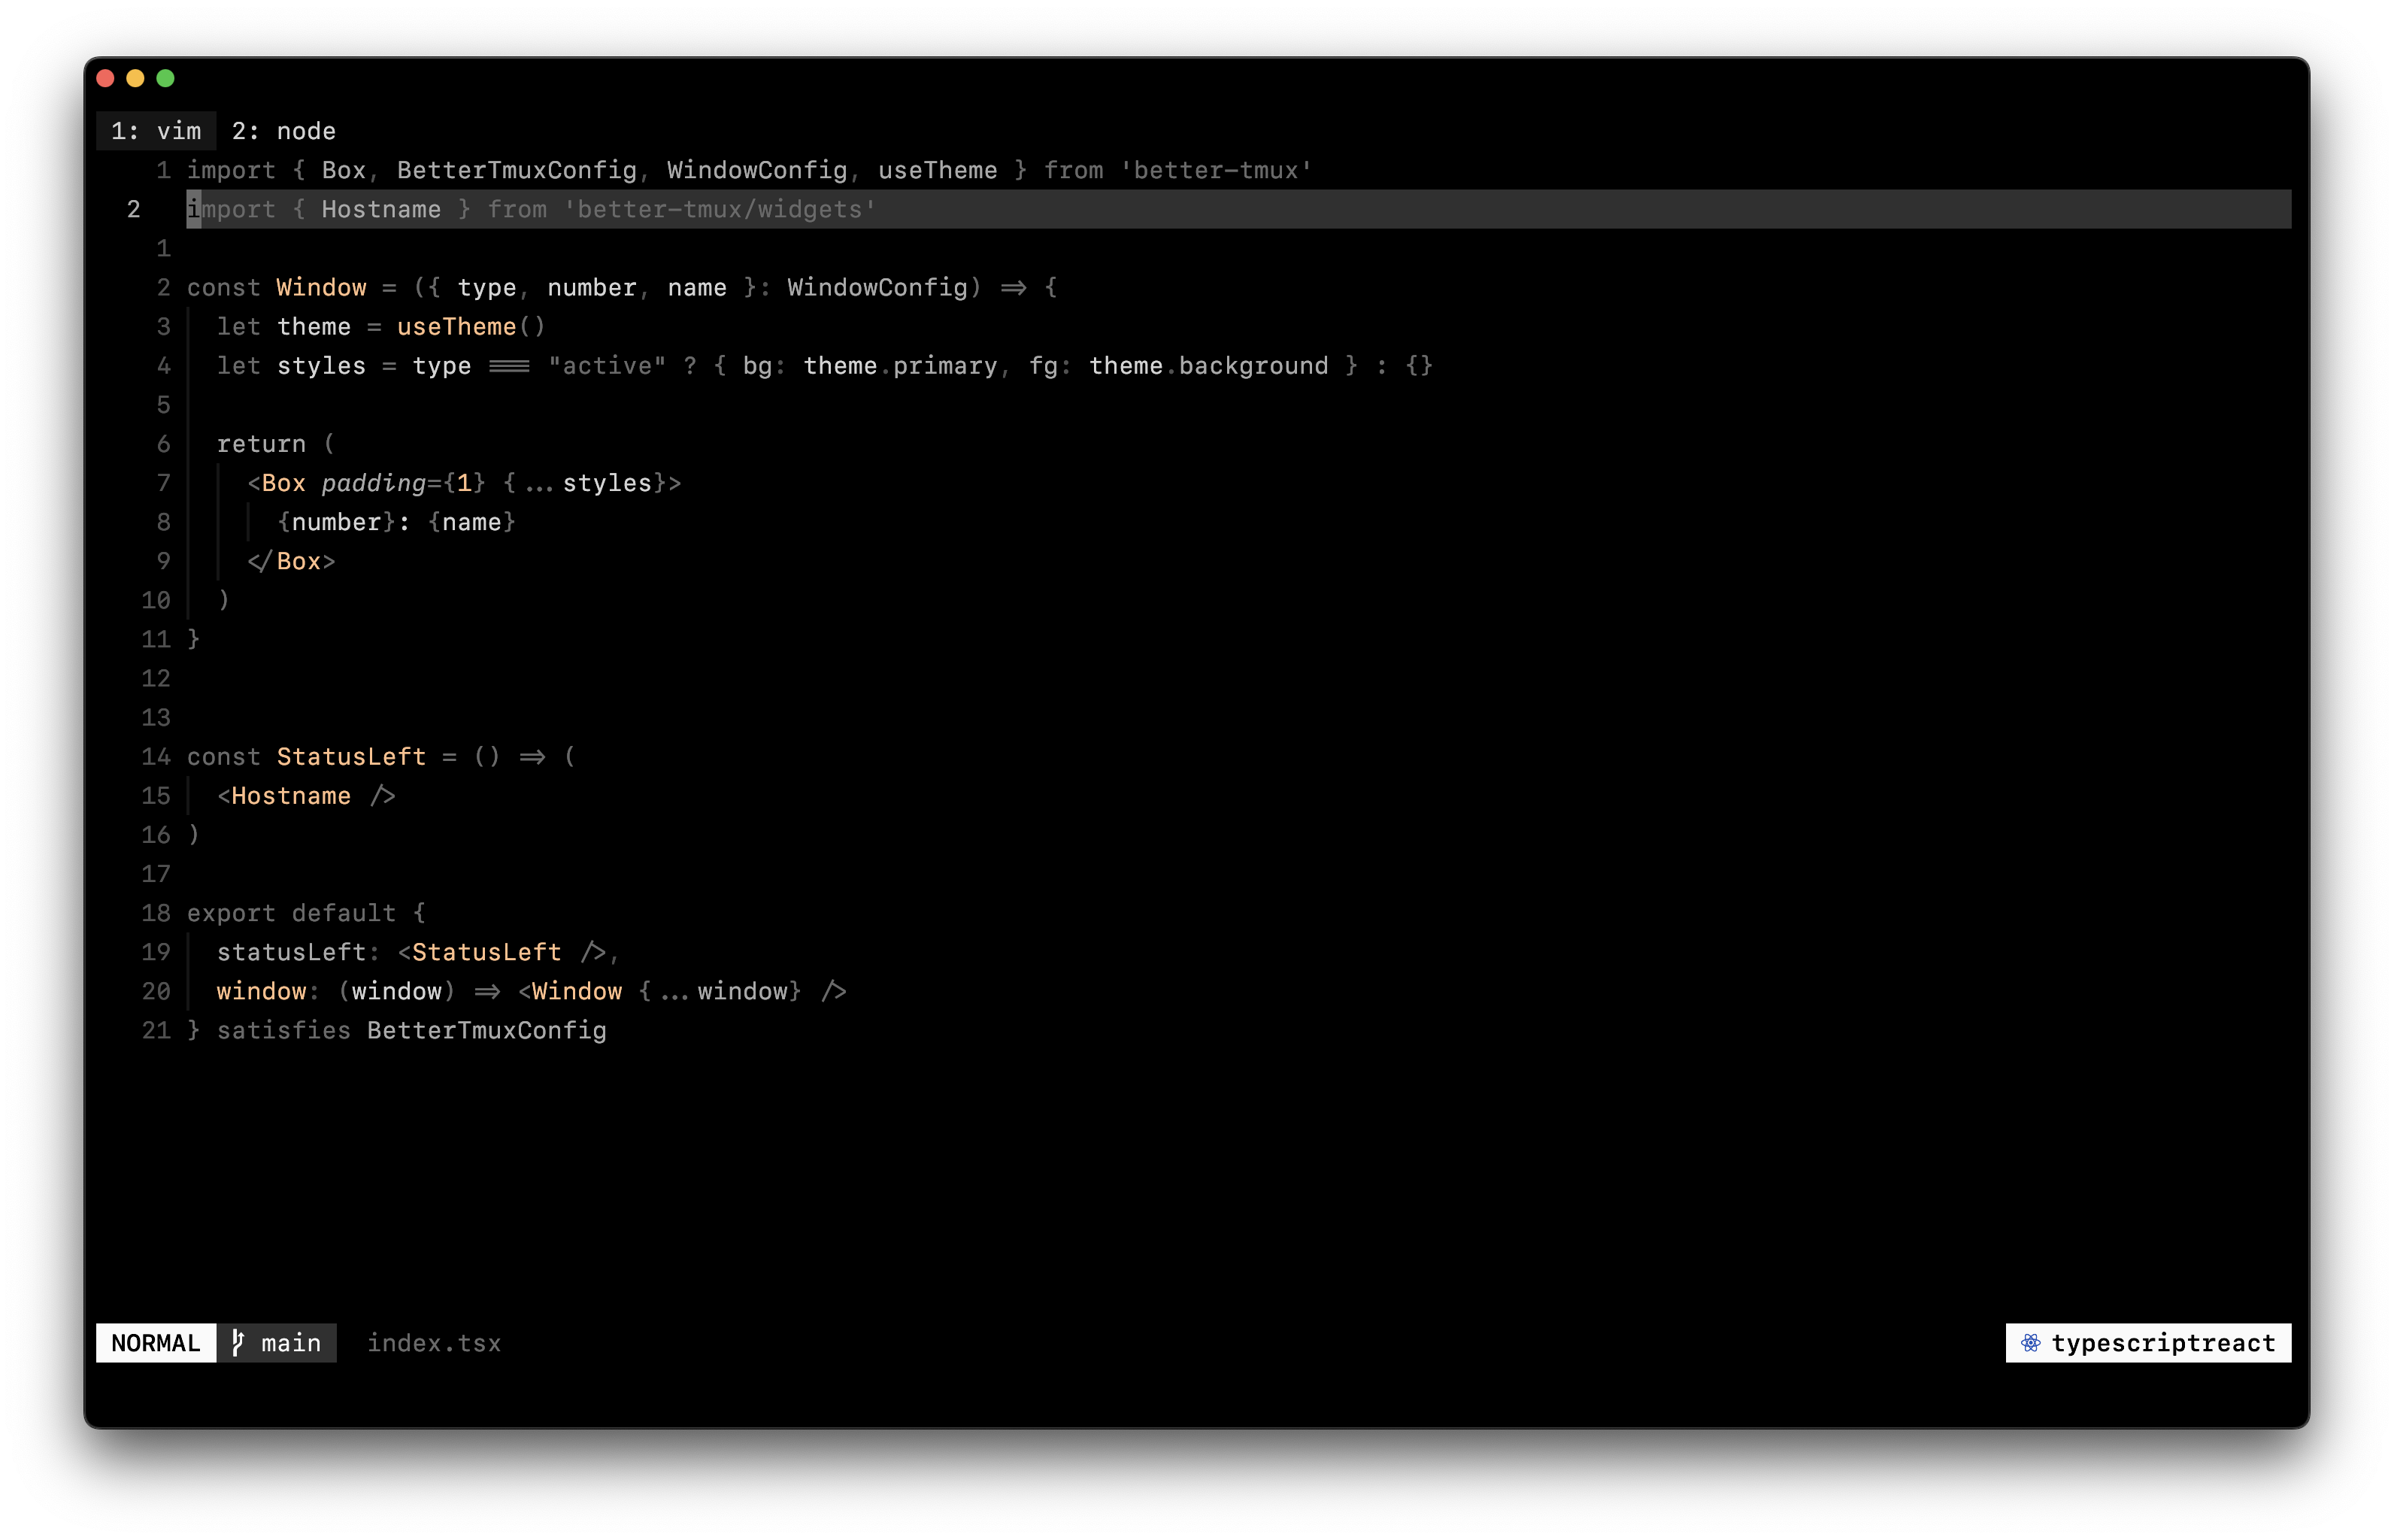 1: vim 2: node
1 import { Box, BetterTmuxConfig, WindowConfig, useTheme } from 'better-tmux'
2 import { Hostname } from 'better-tmux/widgets'
1
2 const Window = ({ type, number, name }: WindowConfig) => {
3   let theme = useTheme()
4   let styles = type === "active" ? { bg: theme.primary, fg: theme.background } : {}
5
6   return (
7     <Box padding={1} {...styles}>
8       {number}: {name}
9     </Box>
10   )
11 }
12
13
14 const StatusLeft = () => (
15   <Hostname />
16 )
17
18 export default {
19   statusLeft: <StatusLeft />,
20   window: (window) => <Window {...window} />
21 } satisfies BetterTmuxConfig
NORMAL main index.tsx typescriptreact